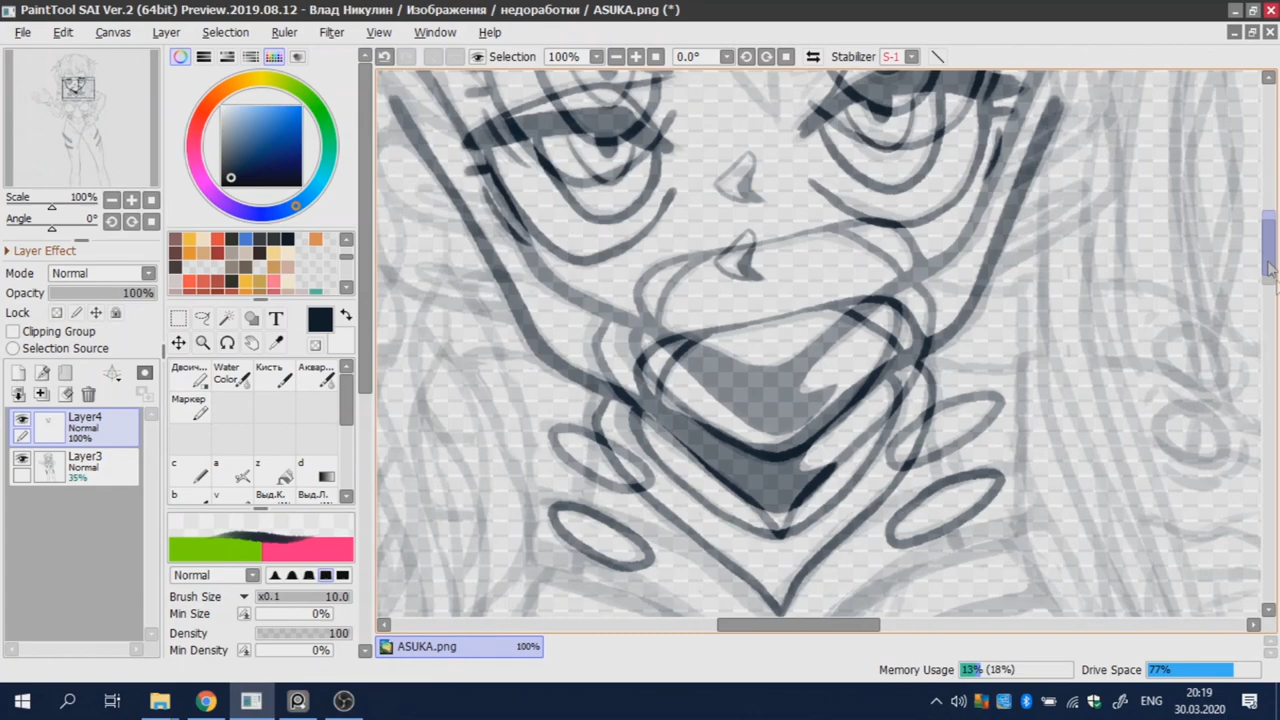 PaintTool SAI Ver.2 (64bit) Preview.2019.08.12 - Влад Никулин / Изображения / недоработки / ASUKA.png (*)
File Edit Canvas Layer Selection Ruler Filter View Window Help
Selection 100% 0.0° Stabilizer S-1
Scale 100%
Angle 0°
Layer Effect
Mode Normal
Opacity 100%
Lock
Clipping Group
Selection Source
Layer4
Normal
100%
Layer3
Normal
35%
T
Двоич... Water Color Кисть Аквар...
Маркер
c a z d
b v Выд.К. Выд.Л.
Normal
Brush Size x0.1 10.0
Min Size 0%
Density 100
Min Density 0%
ASUKA.png 100%
Memory Usage 13% (18%) Drive Space 77%
ENG
20:19
30.03.2020